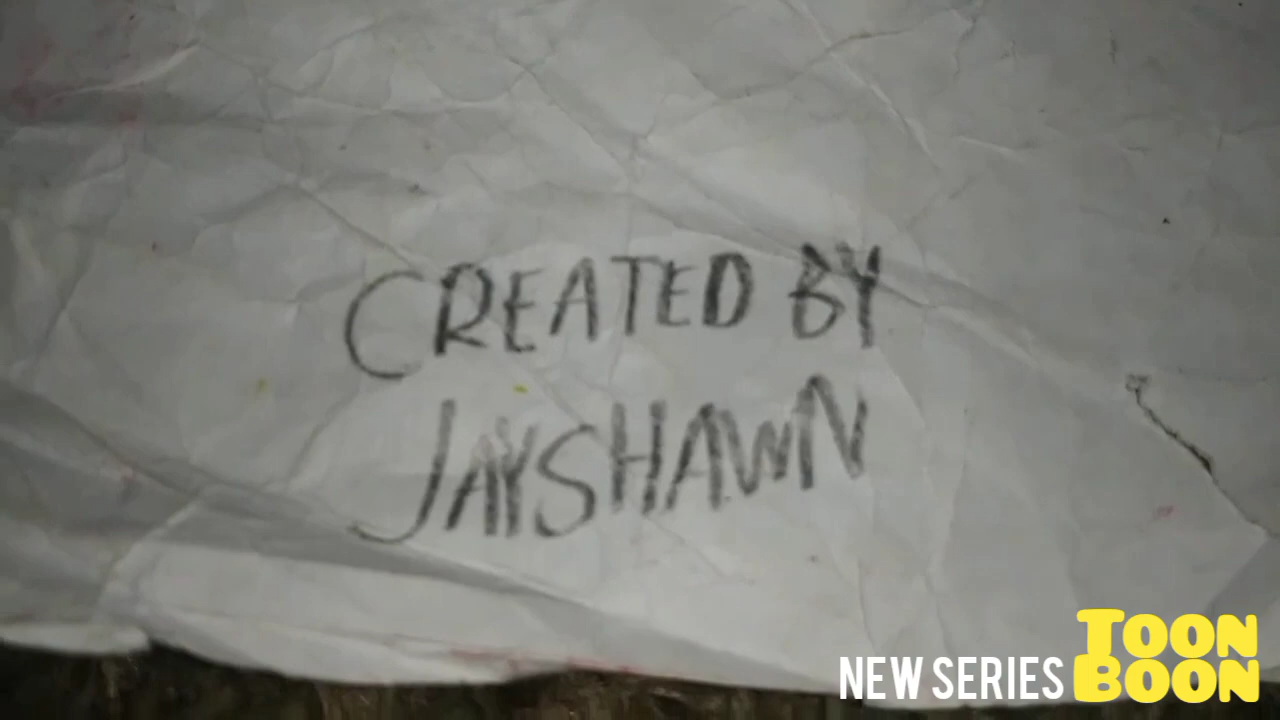 CREATED BY
JAYSHAWN
NEW SERIES
TOON
BOON